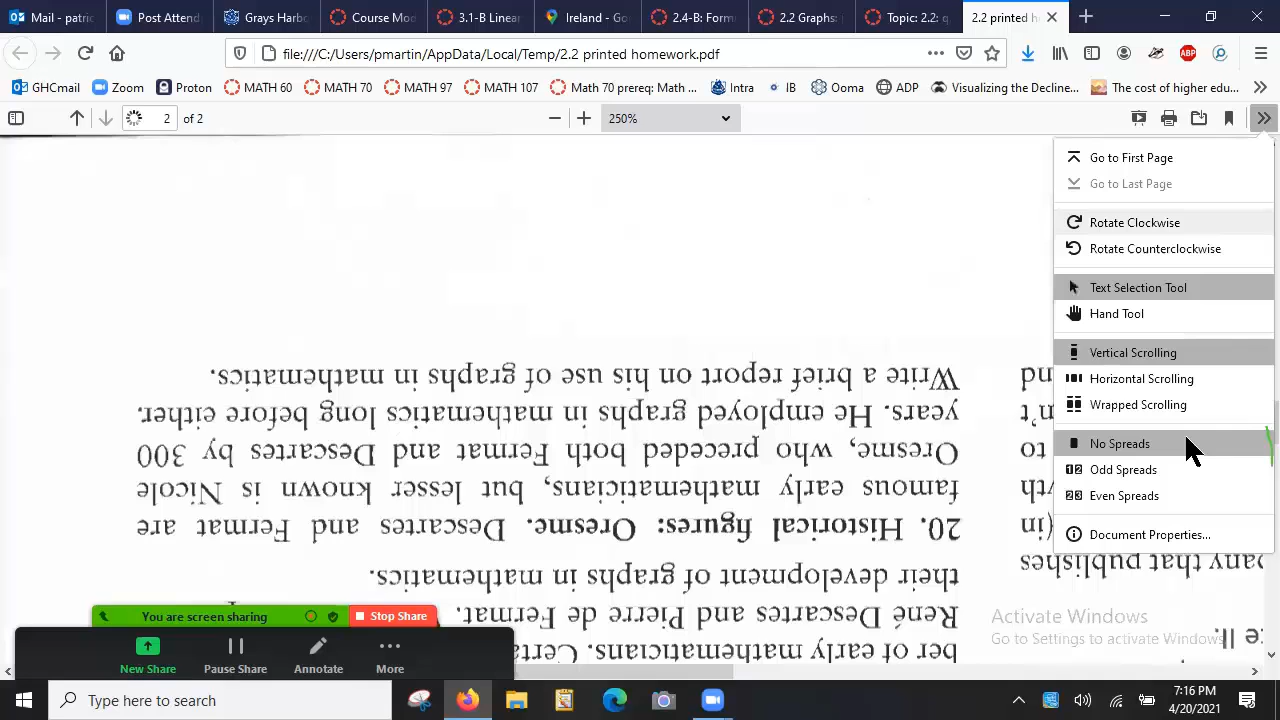 Mail - patric
Post Attend
Grays Harbo
Course Mod
3.1-B Linear
Ireland - Go
2.4-B: Form
2.2 Graphs:
Topic: 2.2: q
2.2 printed h
file:///C:/Users/pmartin/AppData/Local/Temp/2.2 printed homework.pdf
GHCmail Zoom Proton MATH 60 MATH 70 MATH 97 MATH 107 Math 70 prereq: Math ... Intra IB Ooma ADP Visualizing the Decline... The cost of higher edu...
2 of 2
250%
Go to First Page
Go to Last Page
Rotate Clockwise
Rotate Counterclockwise
Text Selection Tool
Hand Tool
Vertical Scrolling
Horizontal Scrolling
Wrapped Scrolling
No Spreads
Odd Spreads
Even Spreads
Document Properties...
ber of early mathematicians.
René Descartes and Pierre de Fermat.
their development of graphs in mathematics.
20. Historical figures: Oresme. Descartes and Fermat are
famous early mathematicians, but lesser known is Nicole
Oresme, who preceded both Fermat and Descartes by 300
years. He employed graphs in mathematics long before either.
Write a brief report on his use of graphs in mathematics.
that publishes
(in
to
n't
nd
You are screen sharing
Stop Share
New Share
Pause Share
Annotate
More
Activate Windows
Go to Settings to activate Windows.
Type here to search
7:16 PM
4/20/2021
ABP